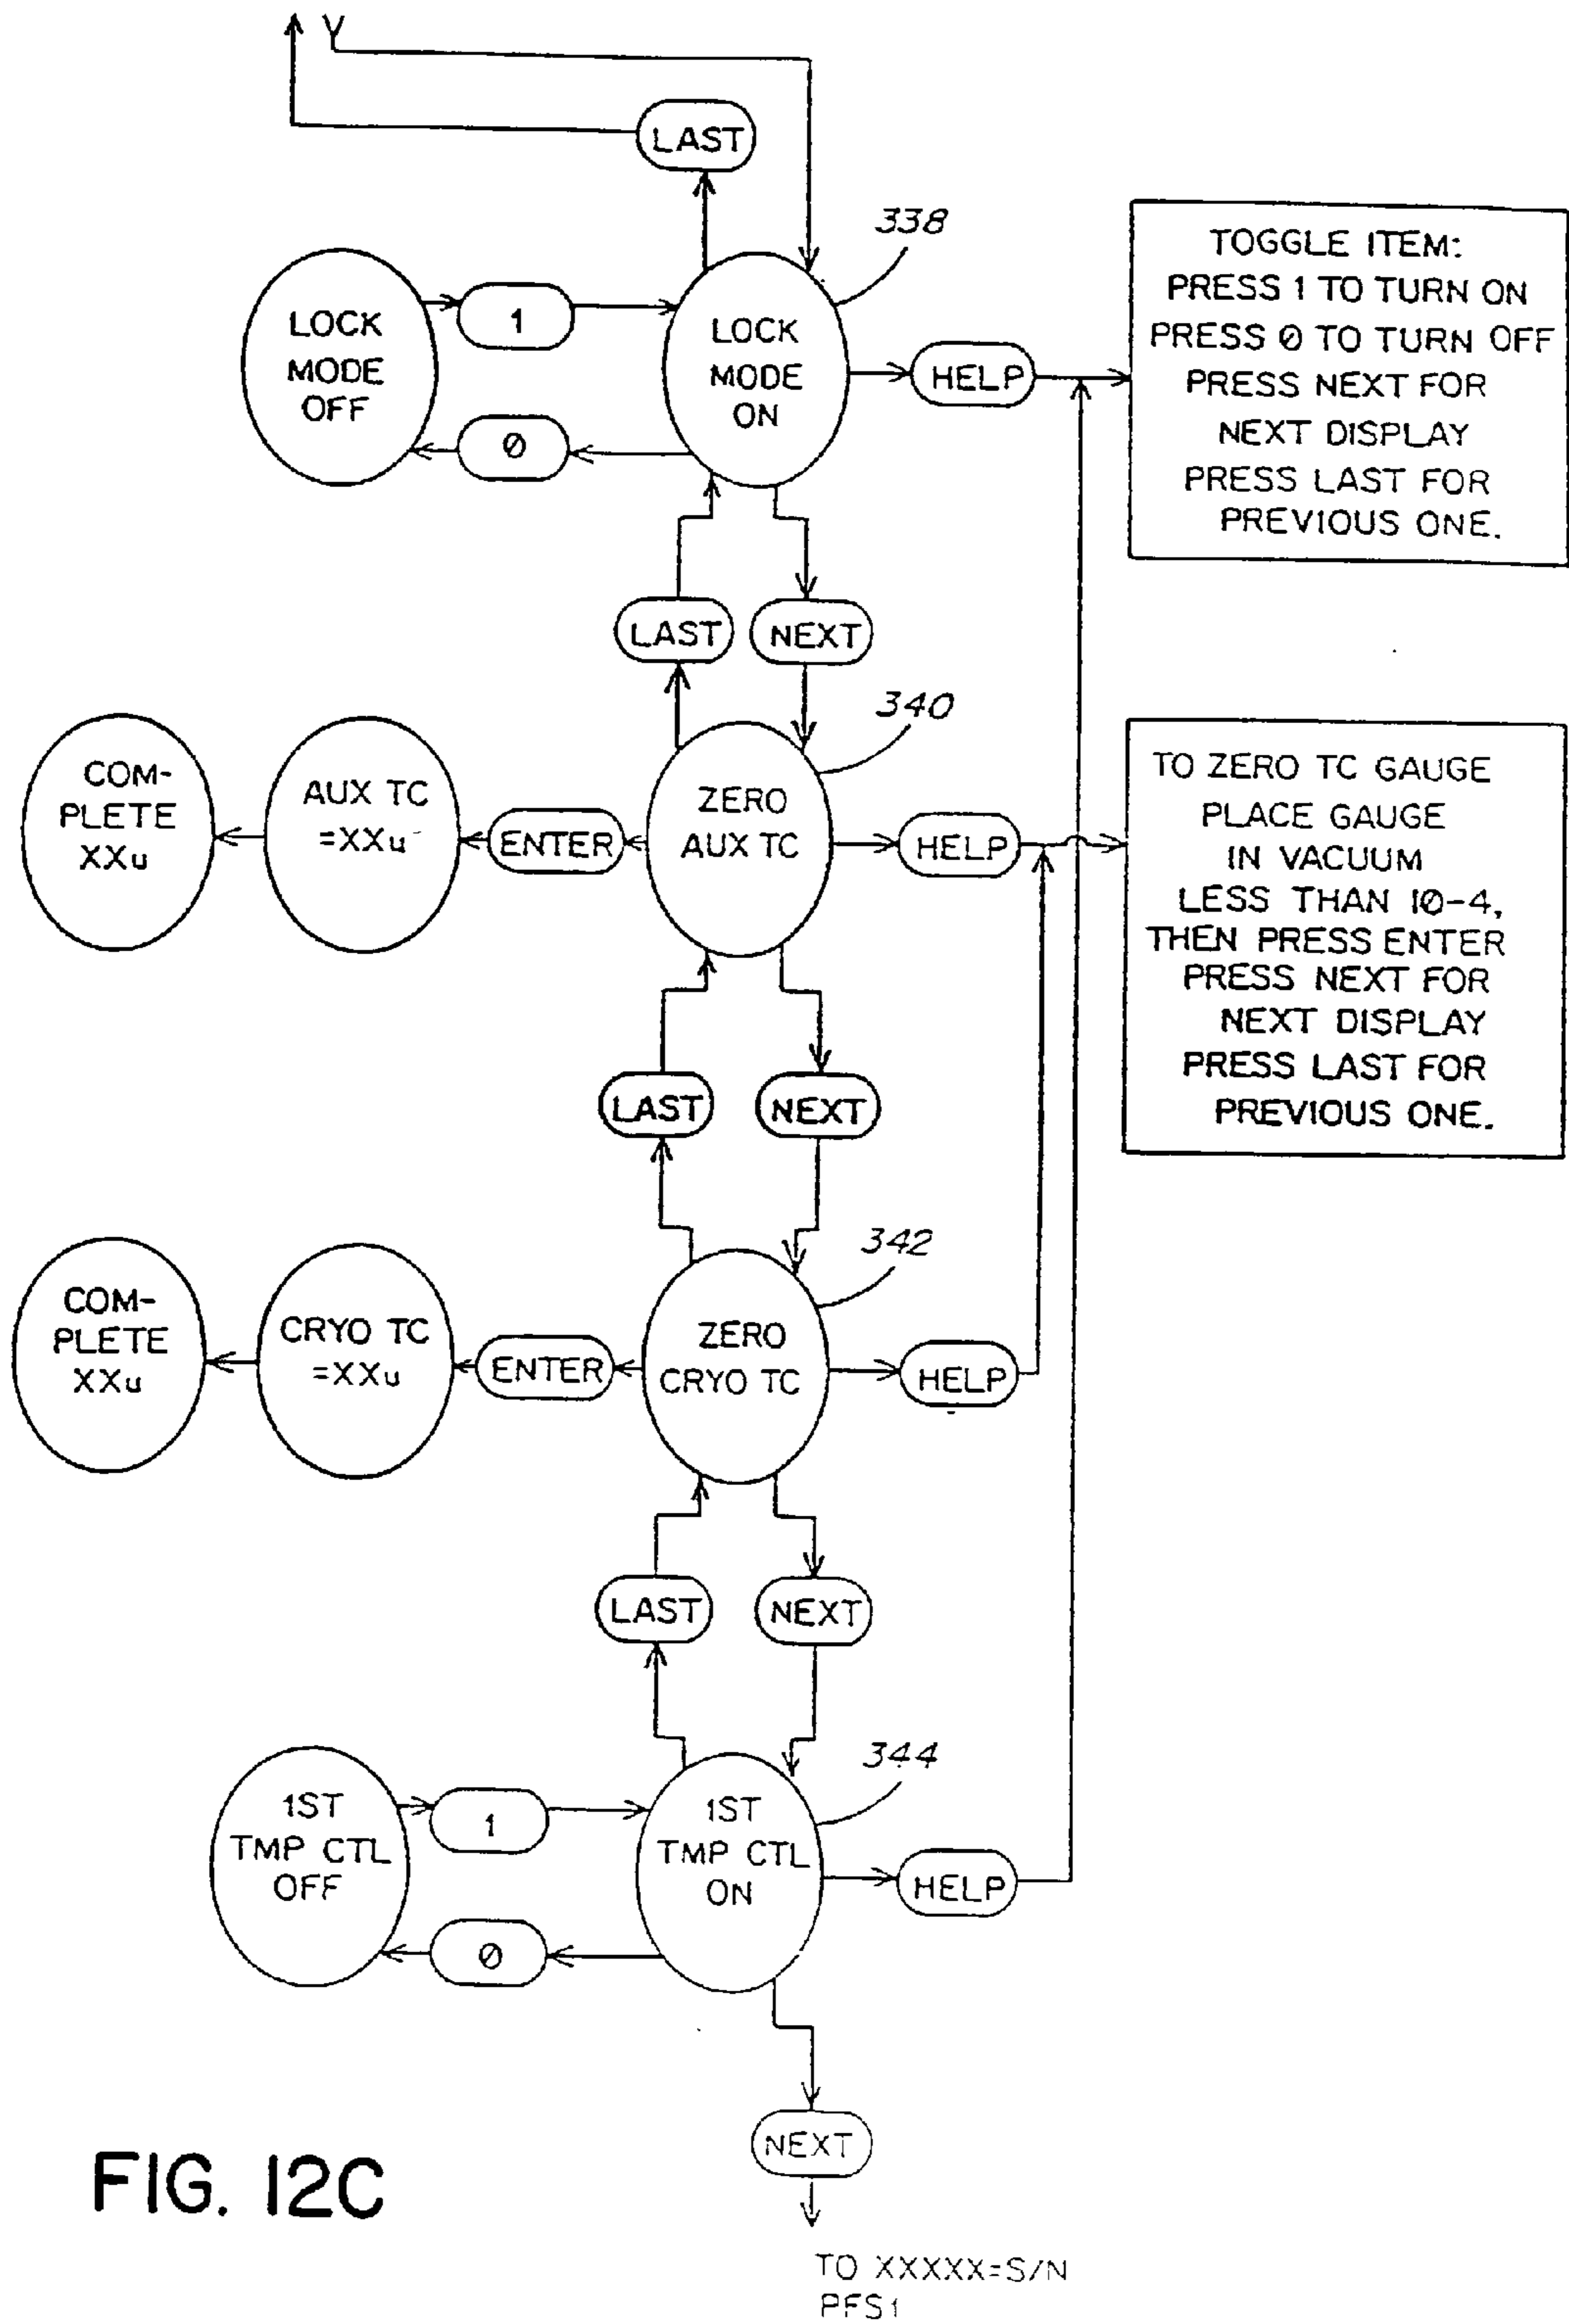 LAST
338
LOCK
MODE
OFF
1
0
LOCK
MODE
ON
HELP
TOGGLE ITEM:
PRESS 1 TO TURN ON
PRESS 0 TO TURN OFF
PRESS NEXT FOR
NEXT DISPLAY
PRESS LAST FOR
PREVIOUS ONE.
LAST
NEXT
340
COM-
PLETE
XXu
AUX TC
=XXu
ENTER
ZERO
AUX TC
HELP
TO ZERO TC GAUGE
PLACE GAUGE
IN VACUUM
LESS THAN 10-4,
THEN PRESS ENTER
PRESS NEXT FOR
NEXT DISPLAY
PRESS LAST FOR
PREVIOUS ONE.
LAST
NEXT
342
COM-
PLETE
XXu
CRYO TC
=XXu
ENTER
ZERO
CRYO TC
HELP
LAST
NEXT
344
1ST
TMP CTL
OFF
1
0
1ST
TMP CTL
ON
HELP
NEXT
TO XXXXX=S/N
PFS1
FIG. 12C